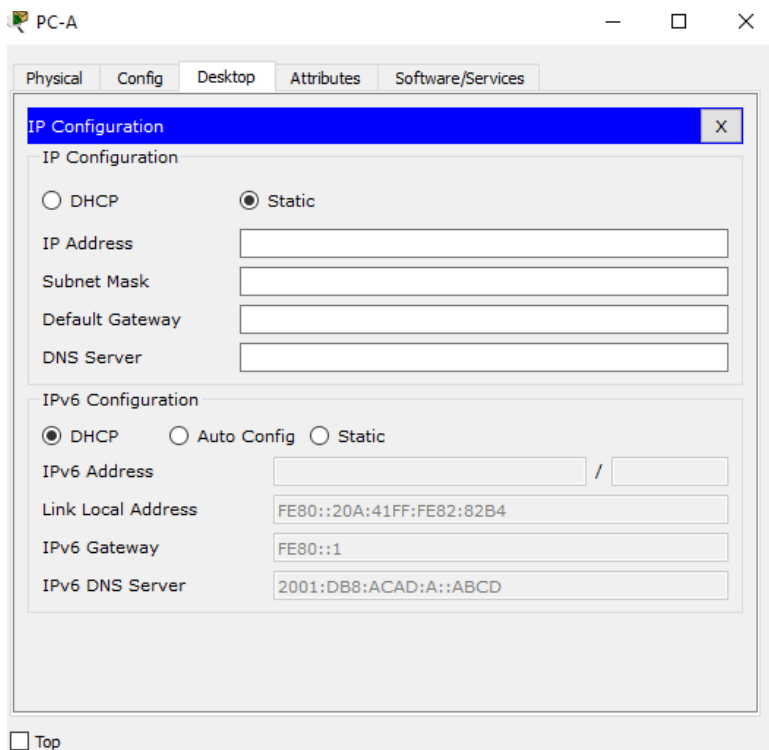 PC-A
Physical Config Desktop Attributes Software/Services
IP Configuration X
IP Configuration
DHCP Static
IP Address
Subnet Mask
Default Gateway
DNS Server
IPv6 Configuration
DHCP Auto Config Static
IPv6 Address /
Link Local Address FE80::20A:41FF:FE82:82B4
IPv6 Gateway FE80::1
IPv6 DNS Server 2001:DB8:ACAD:A::ABCD
Top